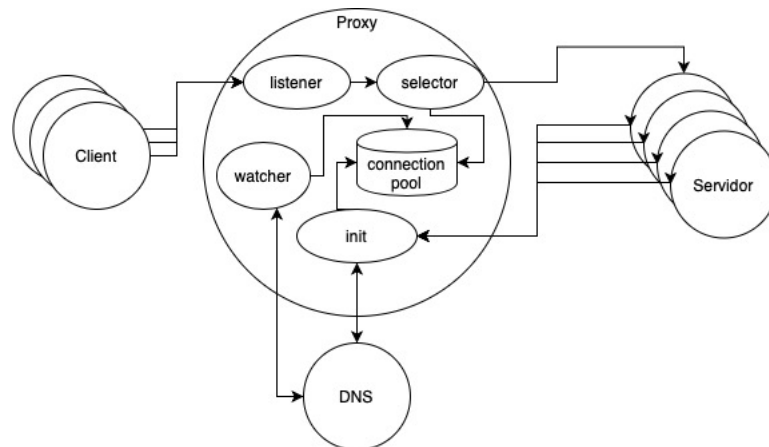 Proxy
listener
selector
Client
watcher
connection
pool
Servidor
init
DNS